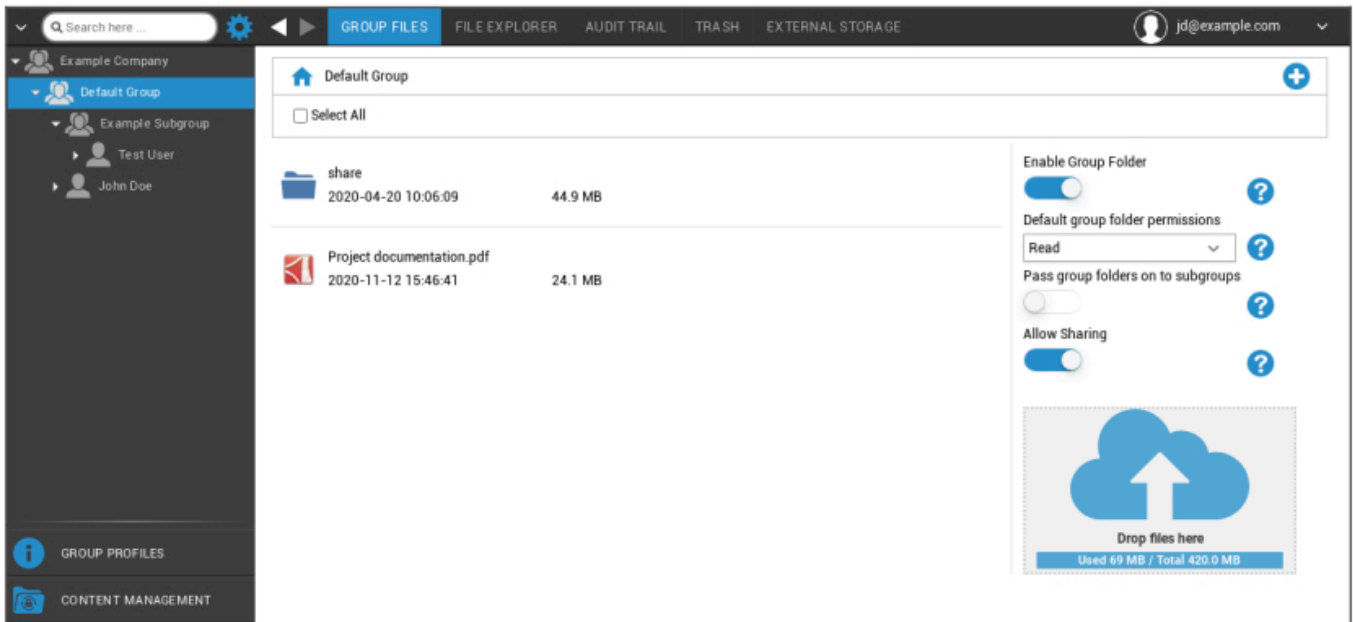 Search here ...
GROUP FILES FILE EXPLORER AUDIT TRAIL TRASH EXTERNAL STORAGE
jd@example.com
Example Company
Default Group
Example Subgroup
Test User
John Doe
GROUP PROFILES
CONTENT MANAGEMENT
Default Group
Select All
share
2020-04-20 10:06:09 44.9 MB
Project documentation.pdf
2020-11-12 15:46:41 24.1 MB
Enable Group Folder
?
Default group folder permissions
Read
?
Pass group folders on to subgroups
?
Allow Sharing
?
Drop files here
Used 69 MB / Total 420.0 MB